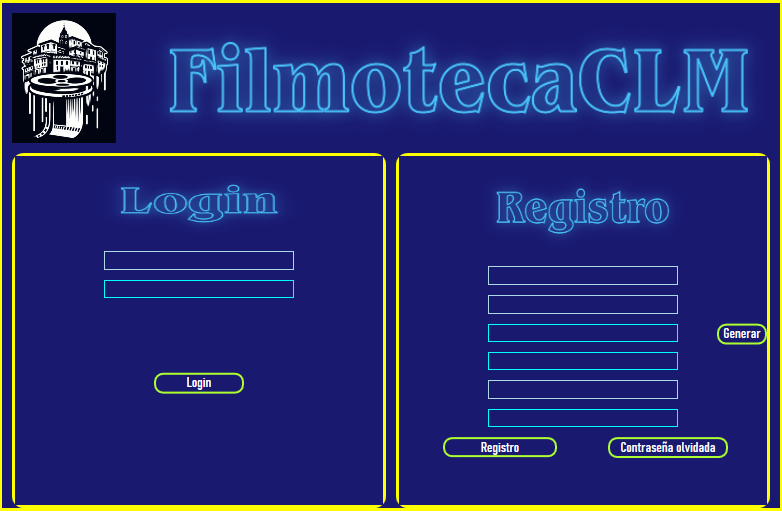 FilmotecaCLM
Login
Login
Registro
Generar
Registro
Contraseña olvidada